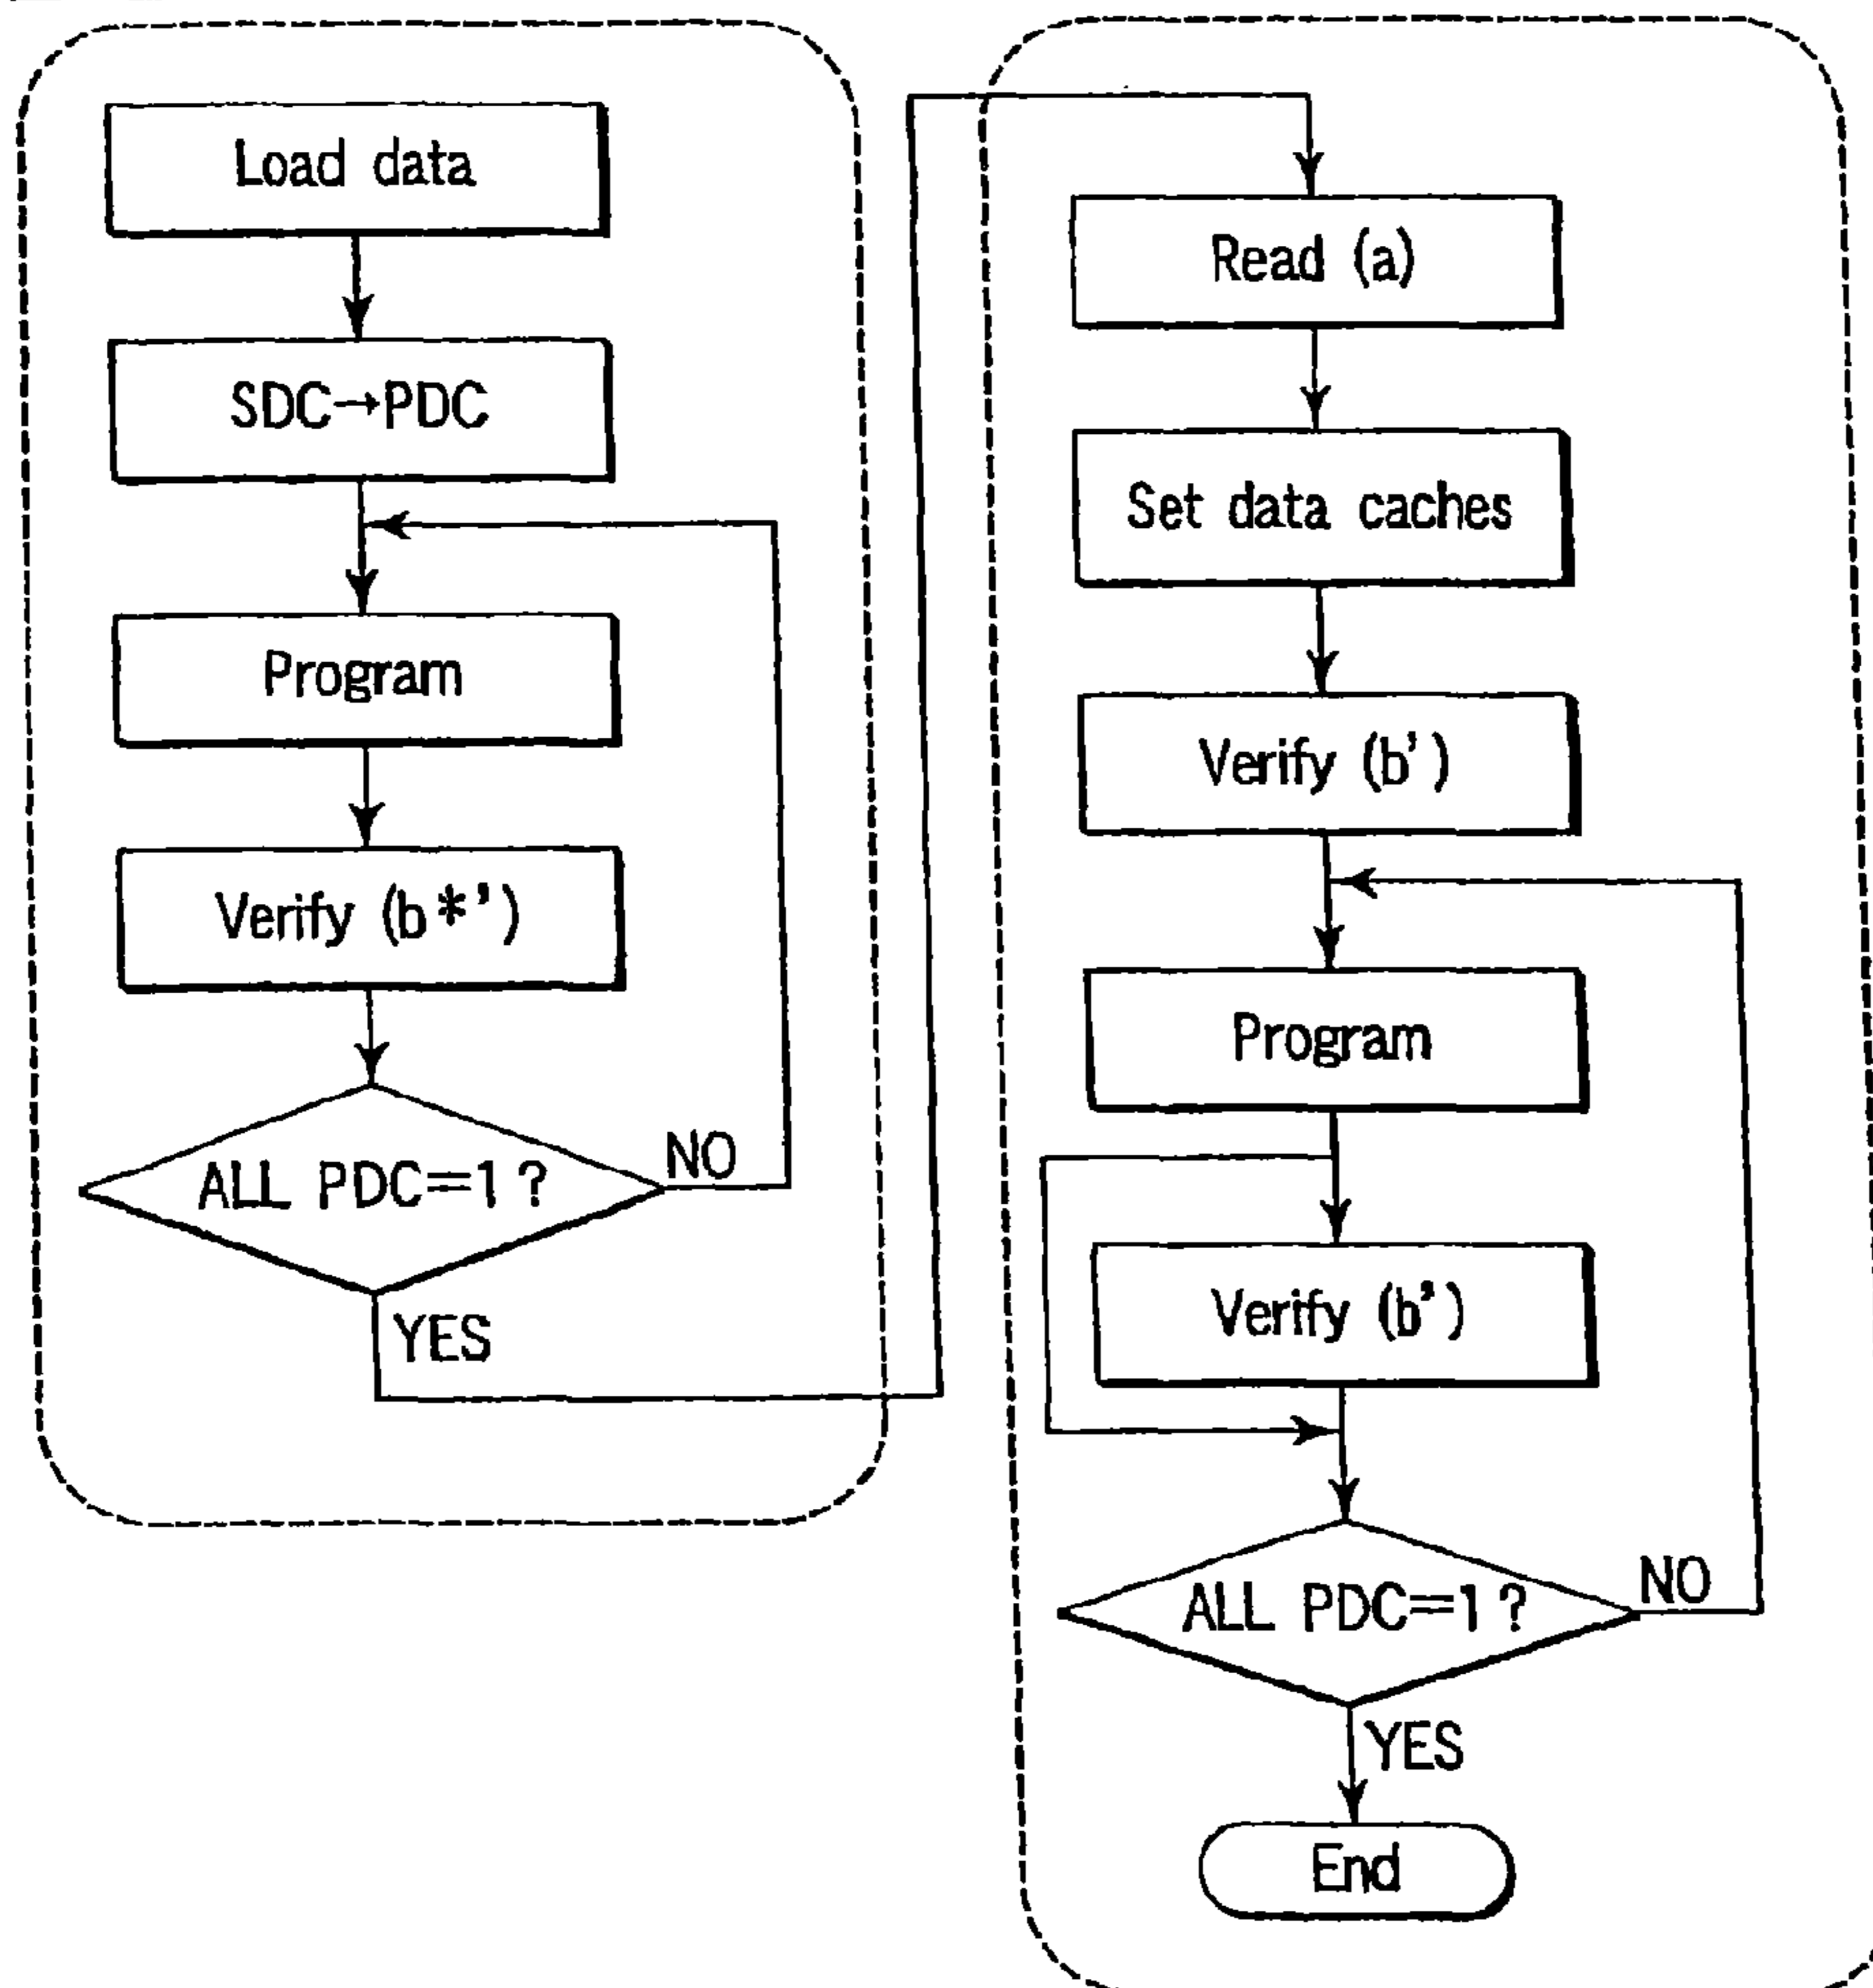 Load data
SDC→PDC
Program
Verify (b*')
ALL PDC=1?
NO
YES
Read (a)
Set data caches
Verify (b')
Program
Verify (b')
ALL PDC=1?
NO
YES
End